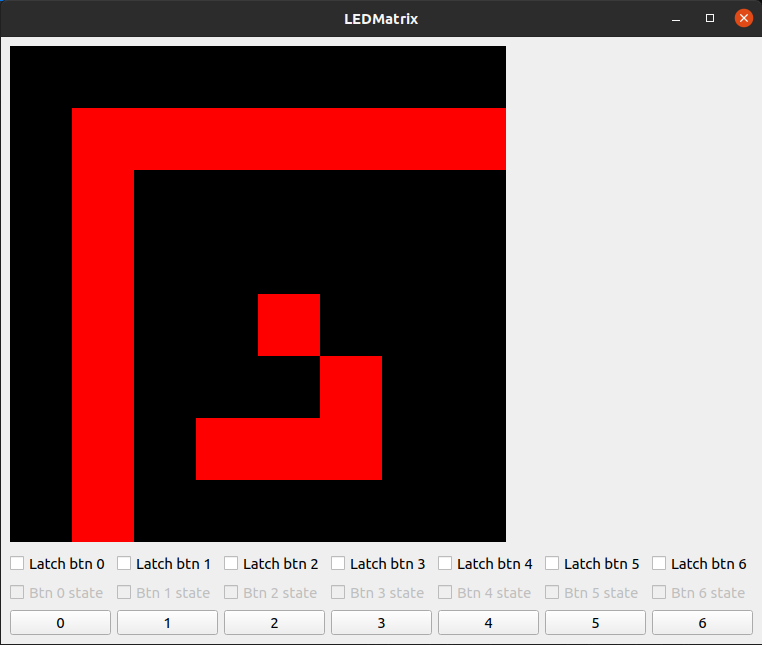 LEDMatrix
Latch btn 0 Latch btn 1 Latch btn 2 Latch btn 3 Latch btn 4 Latch btn 5 Latch btn 6
Btn 0 state Btn 1 state Btn 2 state Btn 3 state Btn 4 state Btn 5 state Btn 6 state
0 1 2 3 4 5 6